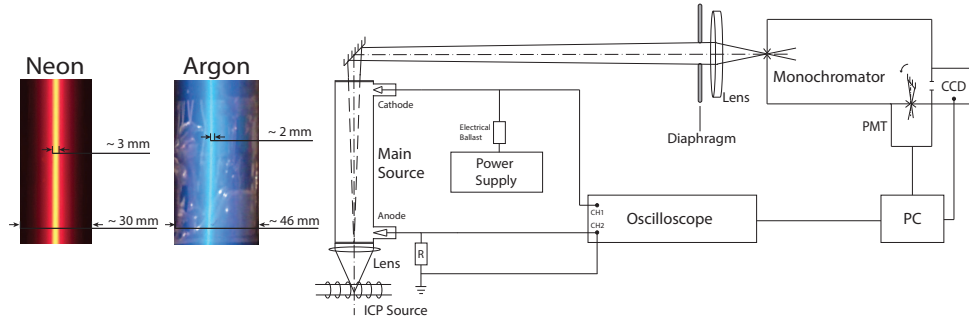 Neon
Argon
~ 3 mm
~ 2 mm
~ 30 mm
~ 46 mm
Cathode
Electrical
Ballast
Main
Source
Power
Supply
Anode
R
Lens
ICP Source
Diaphragm
Lens
Monochromator
CCD
PMT
CH1
CH2
Oscilloscope
PC